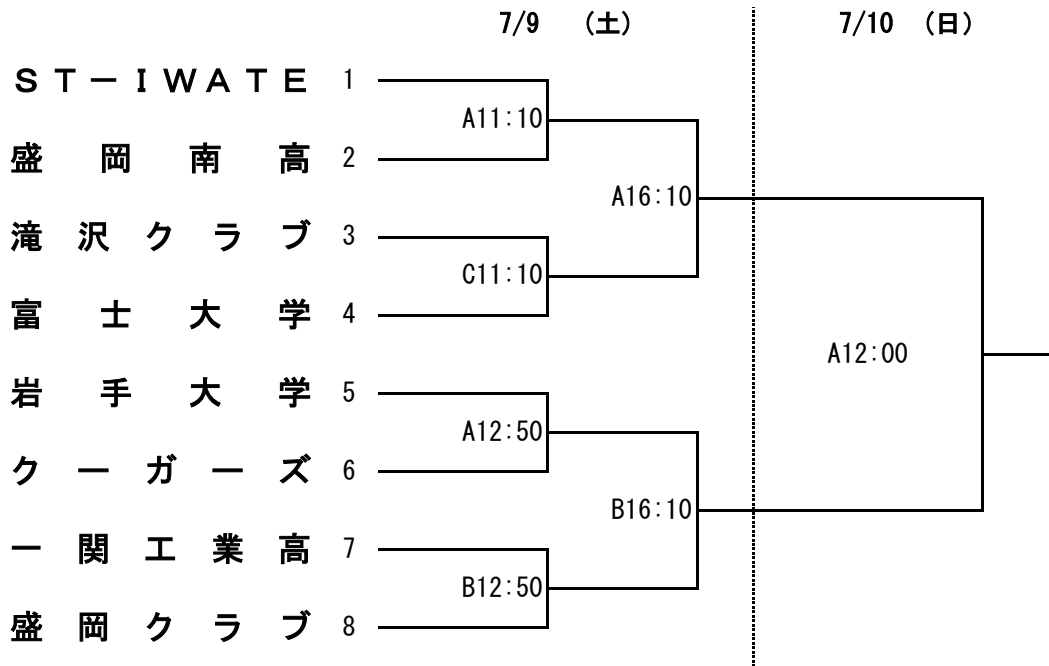 7/9 （土） 7/10 （日）
ＳＴ－ＩＷＡＴＥ 1
A11:10
盛岡南高 2
A16:10
滝沢クラブ 3
C11:10
富士大学 4
A12:00
岩手大学 5
A12:50
クーガーズ 6
B16:10
一関工業高 7
B12:50
盛岡クラブ 8